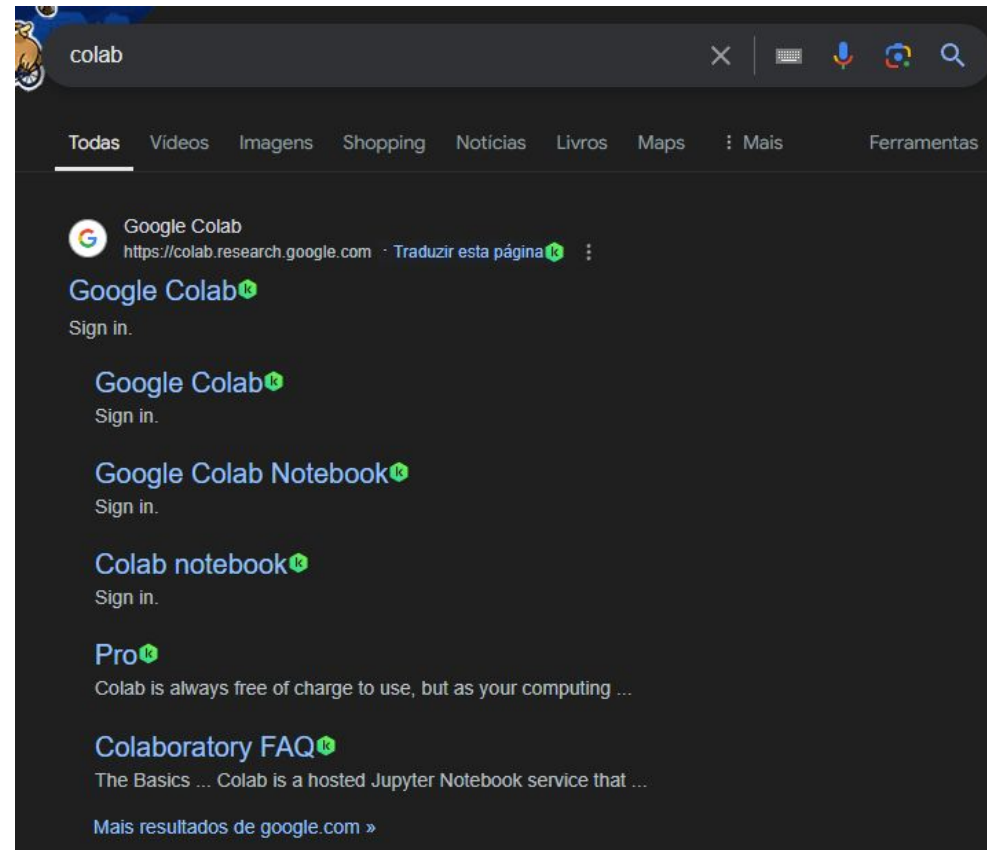 colab
Todas Vídeos Imagens Shopping Notícias Livros Maps Mais Ferramentas
Google Colab
https://colab.research.google.com · Traduzir esta página
Google Colab
Sign in.
Google Colab
Sign in.
Google Colab Notebook
Sign in.
Colab notebook
Sign in.
Pro
Colab is always free of charge to use, but as your computing ...
Colaboratory FAQ
The Basics ... Colab is a hosted Jupyter Notebook service that ...
Mais resultados de google.com »